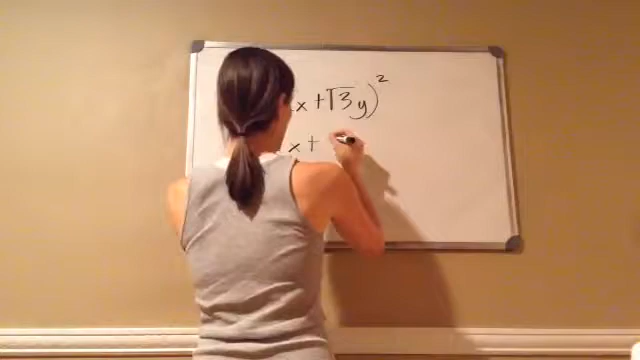 x + √3y)²
x +